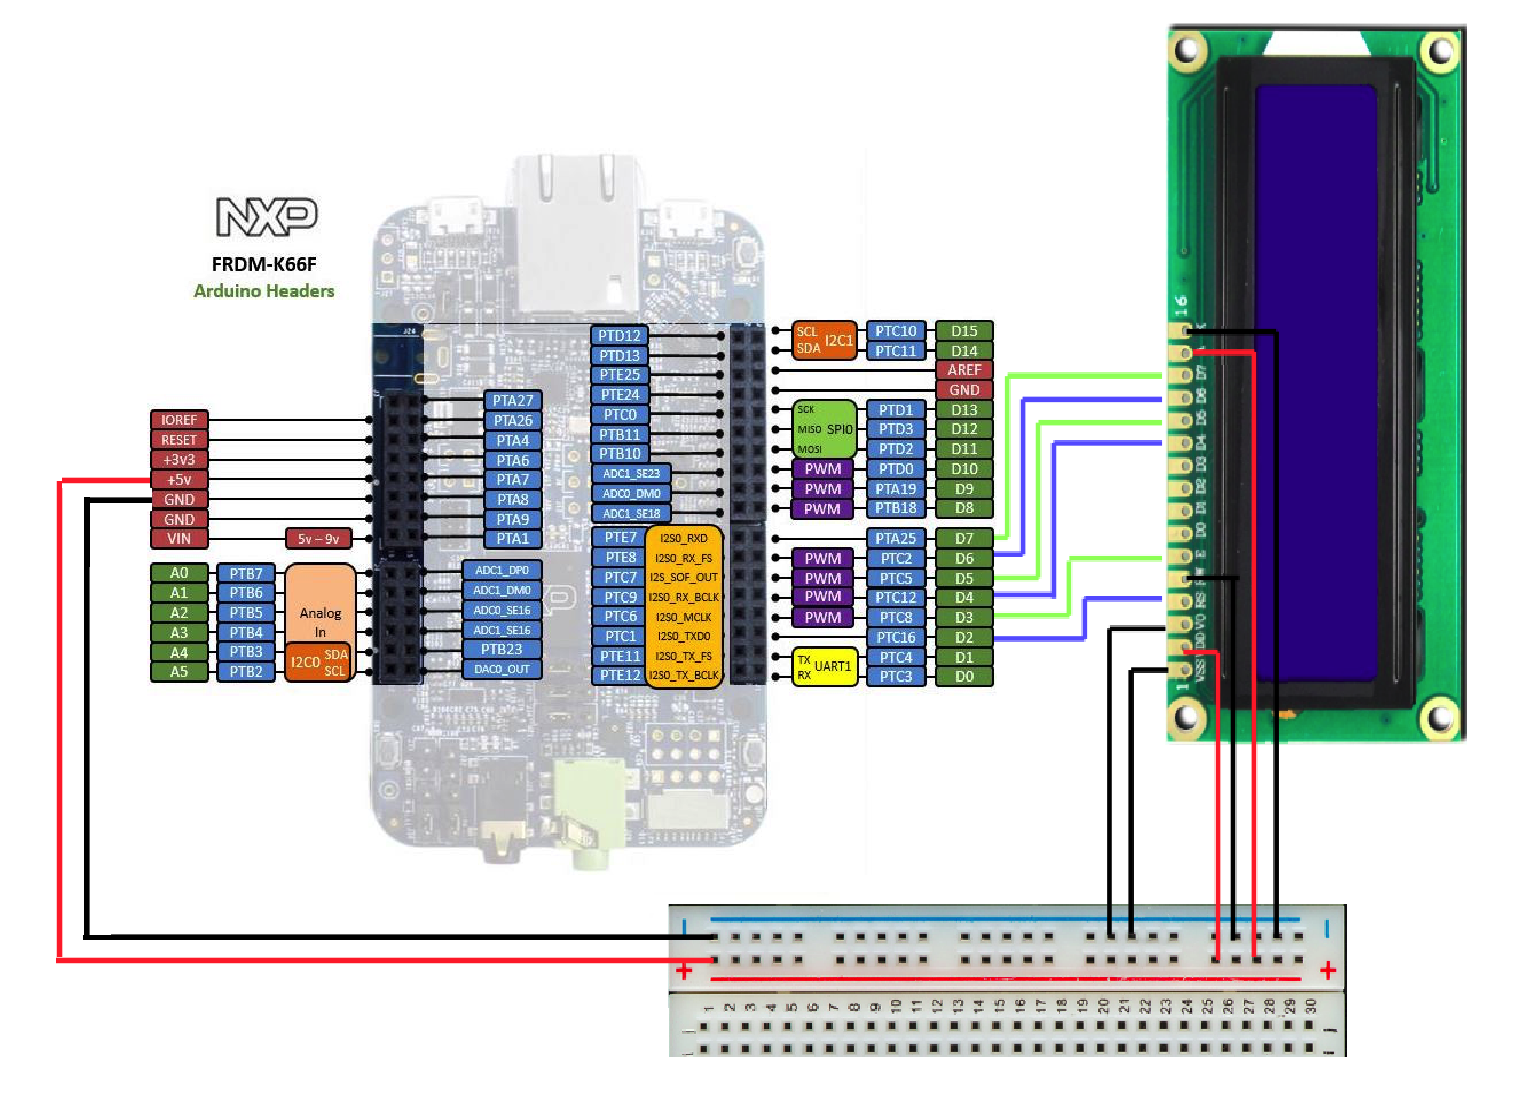 NXP
FRDM-K66F
Arduino Headers
IOREF
RESET
+3v3
+5v
GND
GND
VIN 5v – 9v
A0 PTB7
A1 PTB6
A2 PTB5
A3 PTB4
A4 PTB3
A5 PTB2
Analog
In
I2C0 SDA
SCL
PTA27
PTA26
PTA4
PTA6
PTA7
PTA8
PTA9
PTA1
ADC1_DP0
ADC1_DM0
ADC0_SE16
ADC1_SE16
PTB23
DAC0_OUT
PTD12
PTD13
PTE25
PTE24
PTC0
PTB11
PTB10
ADC1_SE23
ADC0_DM0
ADC1_SE18
PTE7 I2S0_RXD
PTE8 I2S0_RX_FS
PTC7 I2S_SOF_OUT
PTC9 I2S0_RX_BCLK
PTC6 I2S0_MCLK
PTC1 I2S0_TXD0
PTE11 I2S0_TX_FS
PTE12 I2S0_TX_BCLK
SCL I2C1 PTC10 D15
SDA PTC11 D14
AREF
GND
SCK PTD1 D13
MISO SPI0 PTD3 D12
MOSI PTD2 D11
PWM PTD0 D10
PWM PTA19 D9
PWM PTB18 D8
PTA25 D7
PWM PTC2 D6
PWM PTC5 D5
PWM PTC12 D4
PWM PTC8 D3
PTC16 D2
TX UART1 PTC4 D1
RX PTC3 D0
16
D7
D6
D5
D4
D3
D2
D1
D0
E
RS
VO
VSS
1
+ +
1 2 3 4 5 6 7 8 9 10 11 12 13 14 15 16 17 18 19 20 21 22 23 24 25 26 27 28 29 30